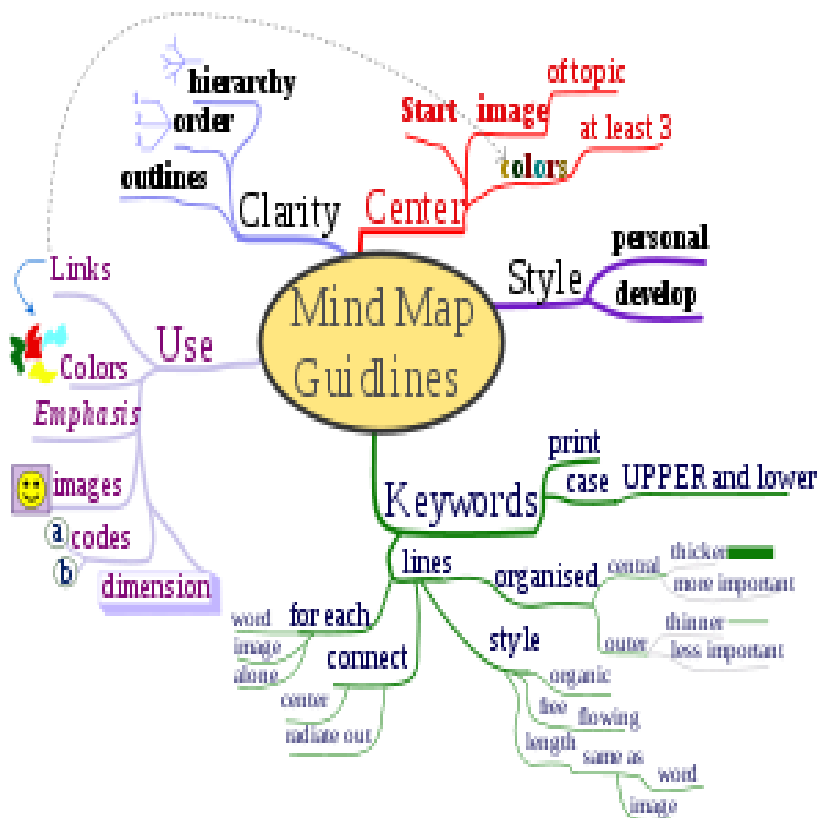 Mind Map
Guidlines
Clarity
hierarchy
order
outlines
Center
Start
image
of topic
colors
at least 3
Style
personal
develop
Use
Links
Colors
Emphasis
images
a
codes
b
dimension
Keywords
print
case
UPPER and lower
lines
organised
central
thicker
more important
outer
thinner
less important
style
organic
free
flowing
length
same as
word
image
connect
center
radiate out
for each
word
image
alone